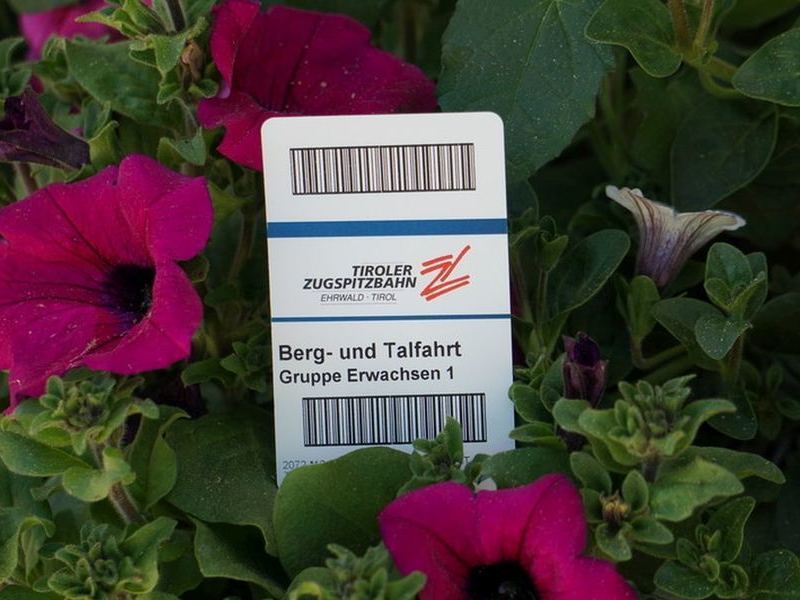 TIROLER
ZUGSPITZBAHN
EHRWALD · TIROL
Berg- und Talfahrt
Gruppe Erwachsen 1